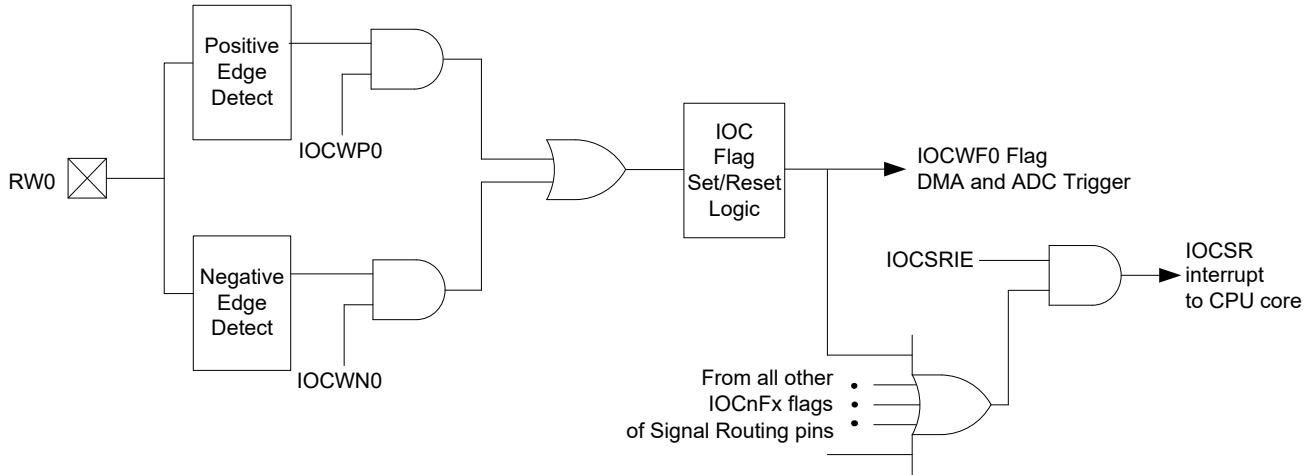 Positive
Edge
Detect
IOCWP0
RW0
IOC
Flag
Set/Reset
Logic
IOCWF0 Flag
DMA and ADC Trigger
Negative
Edge
Detect
IOCWN0
IOCSRIE
IOCSR
interrupt
to CPU core
From all other
IOCnFx flags
of Signal Routing pins